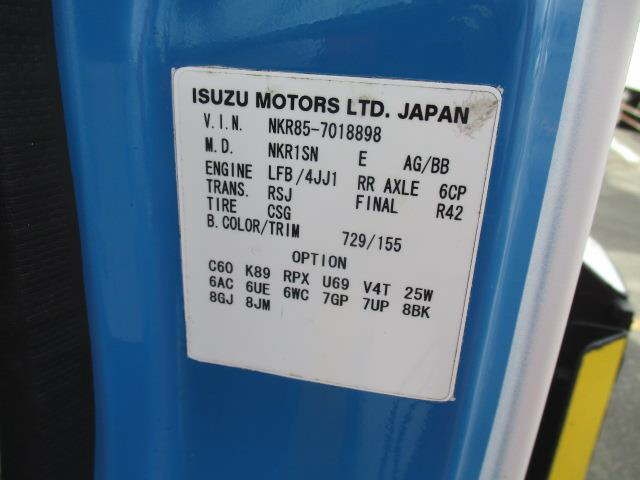 ISUZU MOTORS LTD. JAPAN
V.I.N. NKR85-7018898
M.D. NKR1SN E AG/BB
ENGINE LFB/4JJ1 RR AXLE 6CP
TRANS. RSJ FINAL R42
TIRE CSG
B.COLOR/TRIM 729/155
OPTION
C60 K89 RPX U69 V4T 25W
6AC 6UE 6WC 7GP 7UP 8BK
8GJ 8JM